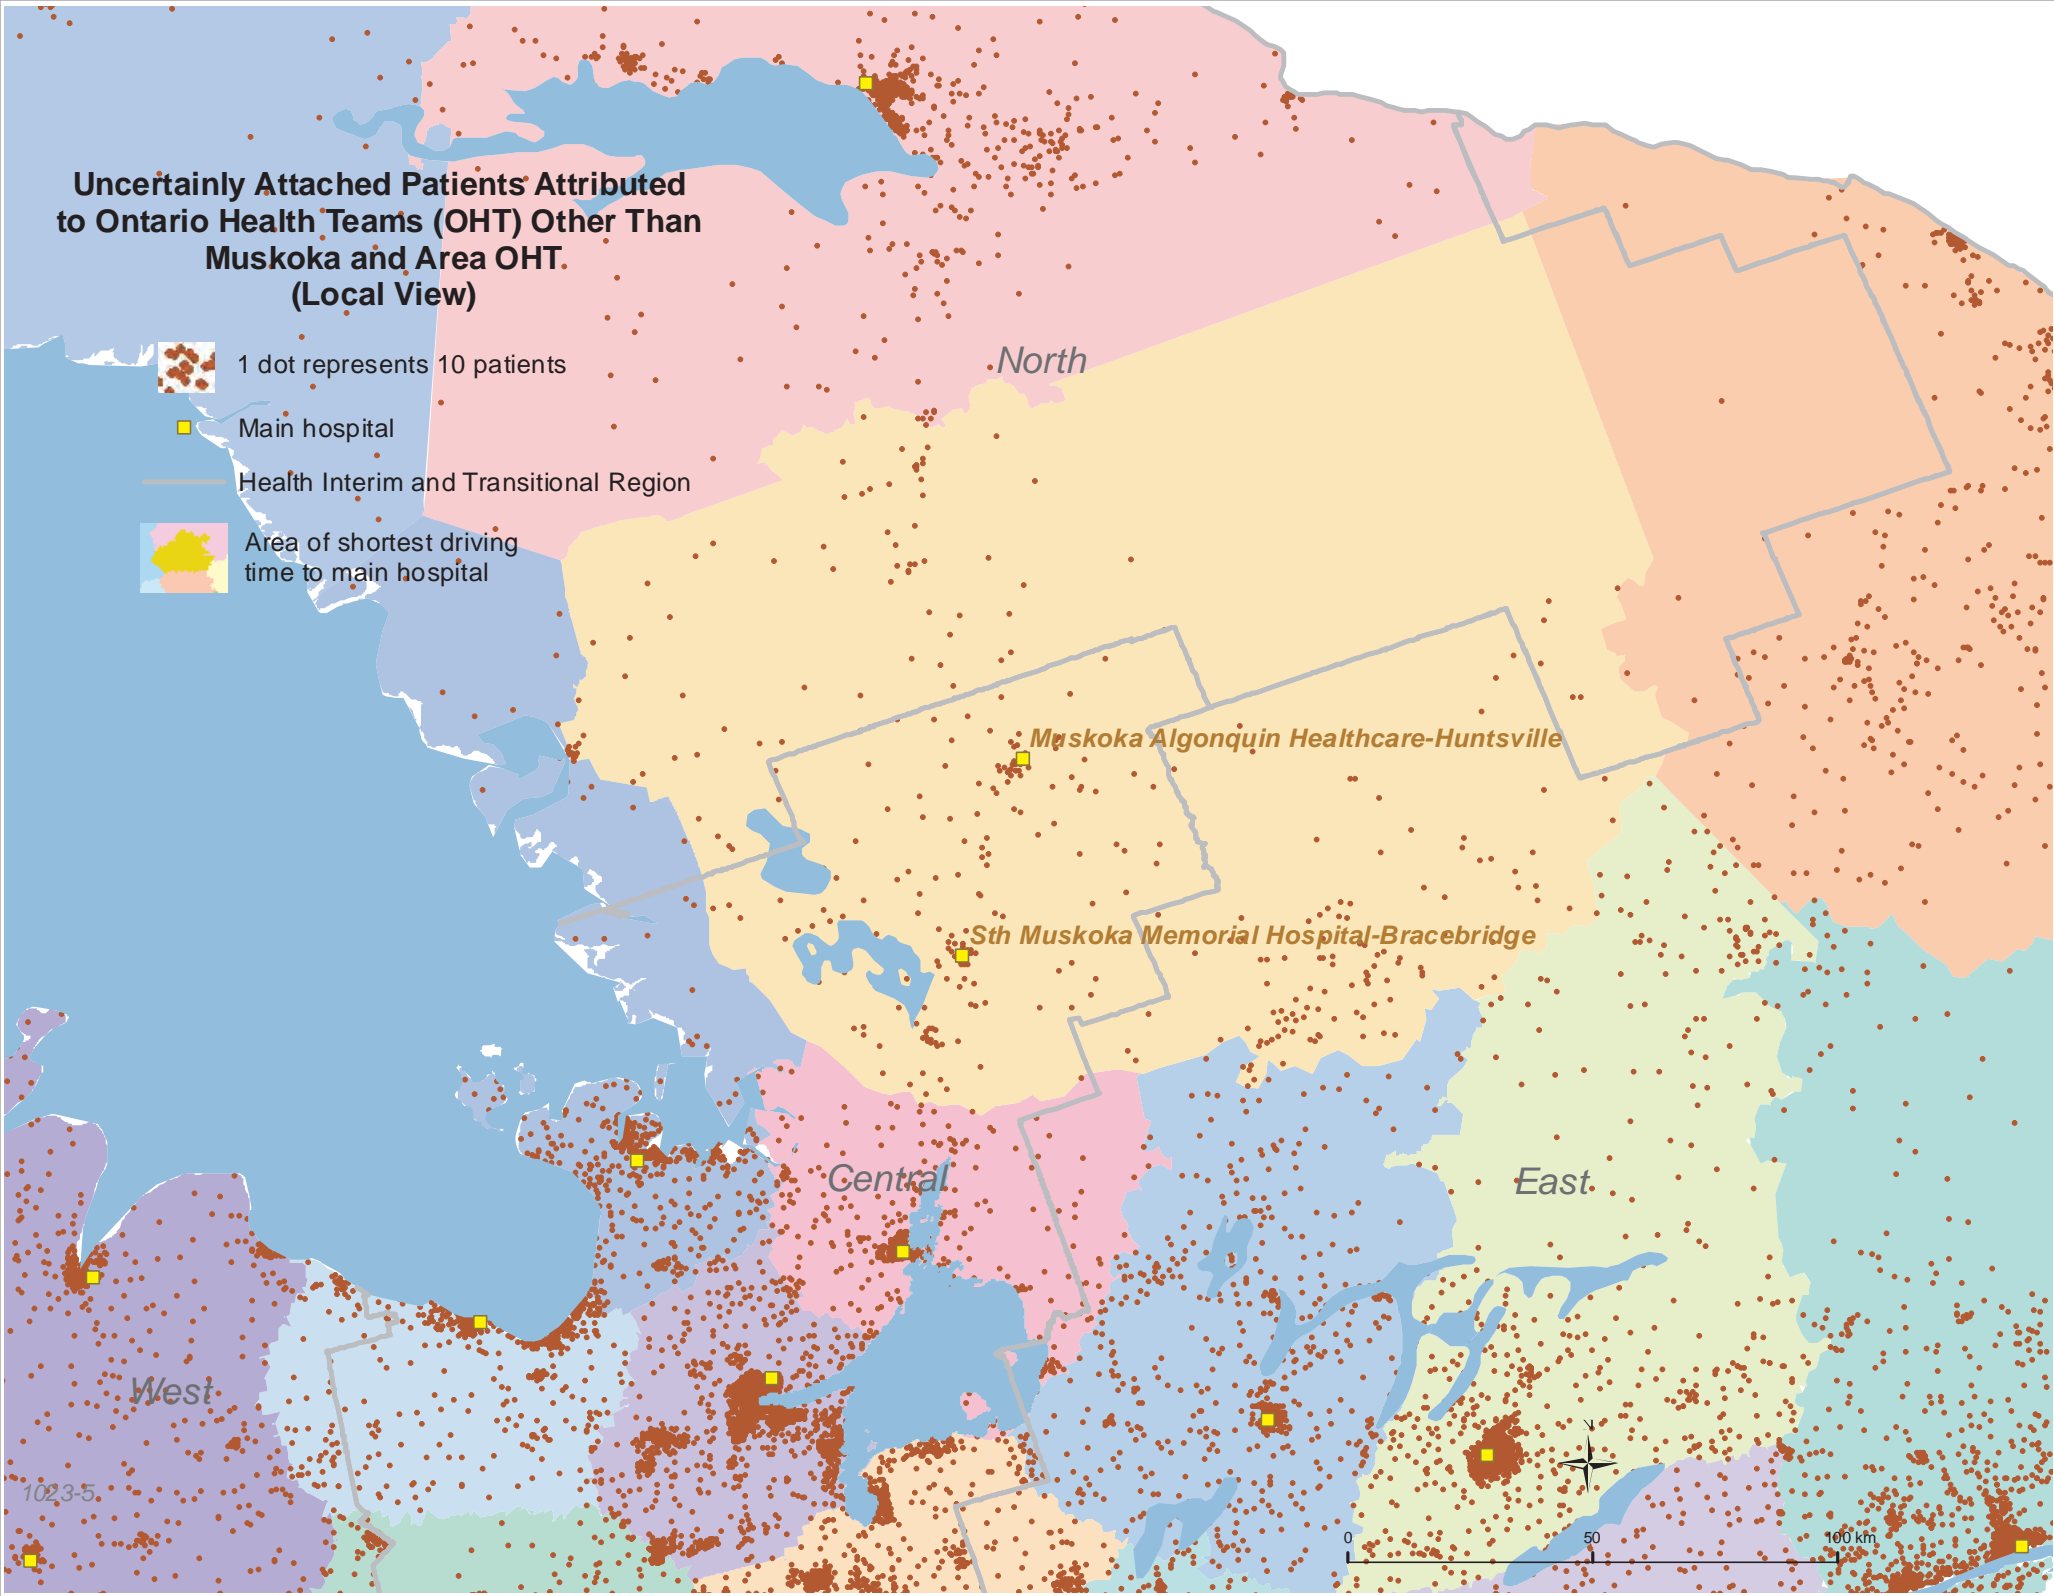 Uncertainly Attached Patients Attributed
to Ontario Health Teams (OHT) Other Than
Muskoka and Area OHT
(Local View)
1 dot represents 10 patients
Main hospital
Health Interim and Transitional Region
Area of shortest driving
time to main hospital
North
Muskoka Algonquin Healthcare-Huntsville
Sth Muskoka Memorial Hospital-Bracebridge
Central
East
West
1023-5
0 50 100 km